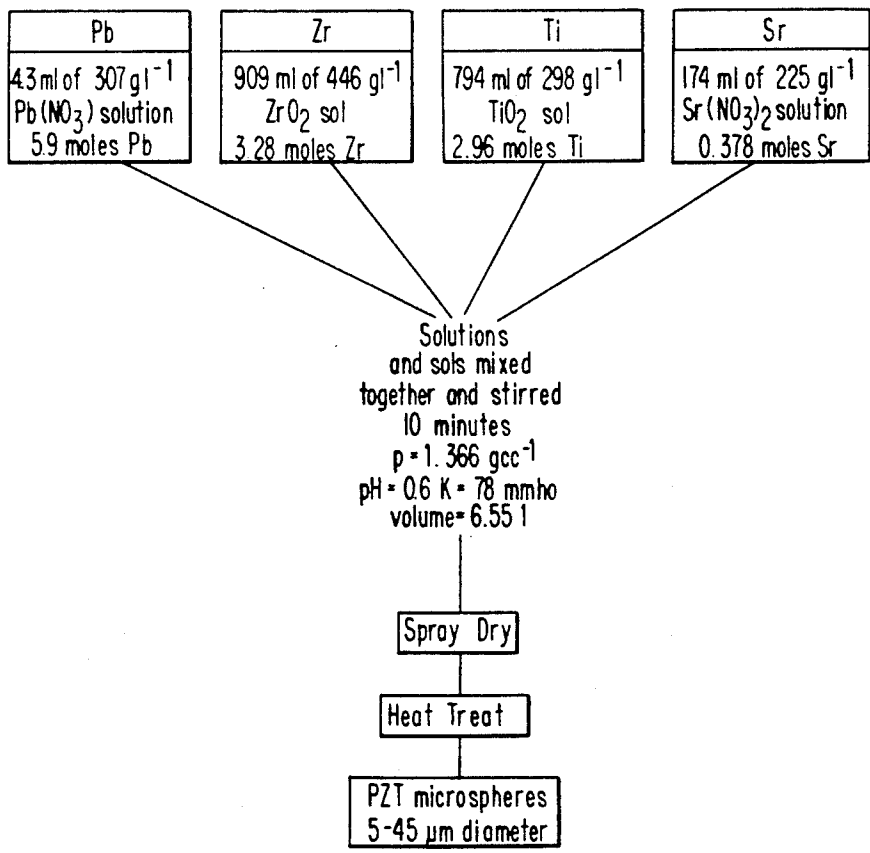 Pb
4.3 ml of 307 gl⁻¹
Pb(NO₃) solution
5.9 moles Pb
Zr
909 ml of 446 gl⁻¹
ZrO₂ sol
3.28 moles Zr
Ti
794 ml of 298 gl⁻¹
TiO₂ sol
2.96 moles Ti
Sr
174 ml of 225 gl⁻¹
Sr(NO₃)₂ solution
0.378 moles Sr
Solutions
and sols mixed
together and stirred
10 minutes
p = 1.366 gcc⁻¹
pH = 0.6 K = 78 mmho
volume = 6.55 l
Spray Dry
Heat Treat
PZT microspheres
5-45 μm diameter